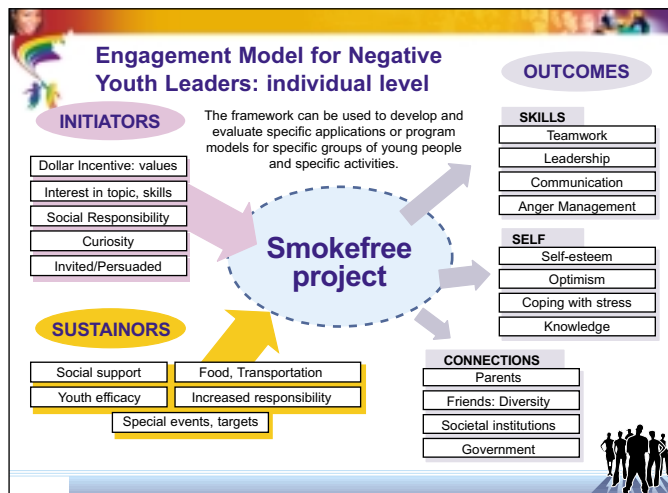 Engagement Model for Negative
Youth Leaders: individual level
OUTCOMES
INITIATORS
The framework can be used to develop and
evaluate specific applications or program
models for specific groups of young people
and specific activities.
Dollar Incentive: values
Interest in topic, skills
Social Responsibility
Curiosity
Invited/Persuaded
Smokefree
project
SUSTAINORS
Social support
Food, Transportation
Youth efficacy
Increased responsibility
Special events, targets
SKILLS
Teamwork
Leadership
Communication
Anger Management
SELF
Self-esteem
Optimism
Coping with stress
Knowledge
CONNECTIONS
Parents
Friends: Diversity
Societal institutions
Government